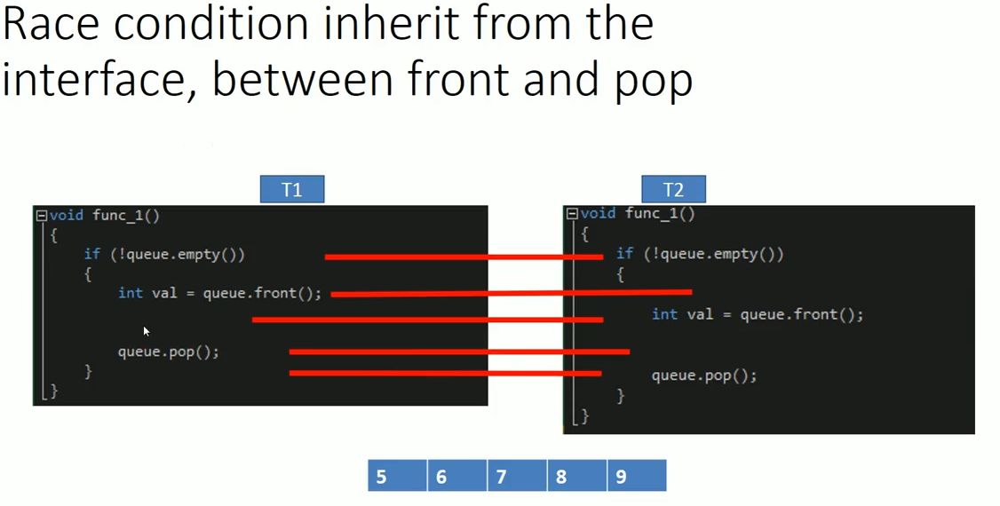 Race condition inherit from the
interface, between front and pop
T1
void func_1()
{
if (!queue.empty())
{
int val = queue.front();
queue.pop();
}
}
T2
void func_1()
{
if (!queue.empty())
{
int val = queue.front();
queue.pop();
}
}
5 6 7 8 9